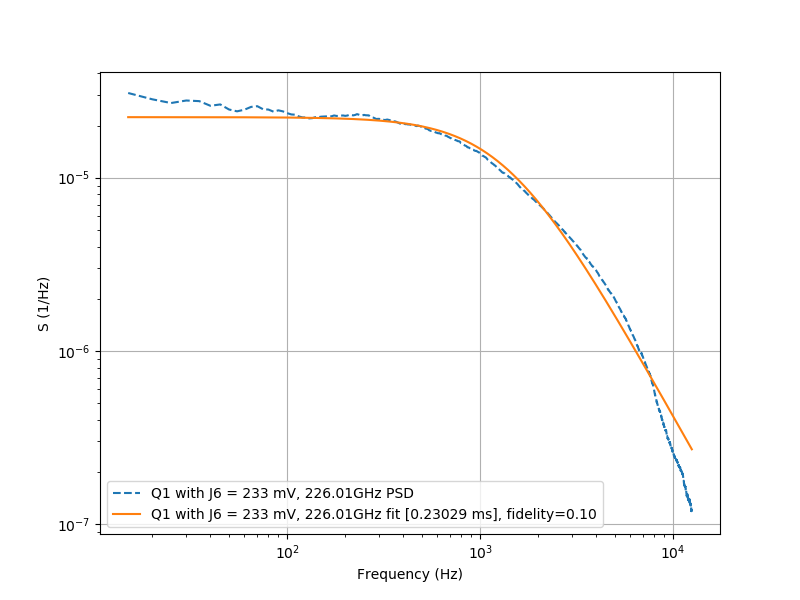 10⁻⁵
10⁻⁶
10⁻⁷
S (1/Hz)
Q1 with J6 = 233 mV, 226.01GHz PSD
Q1 with J6 = 233 mV, 226.01GHz fit [0.23029 ms], fidelity=0.10
10² 10³ 10⁴
Frequency (Hz)